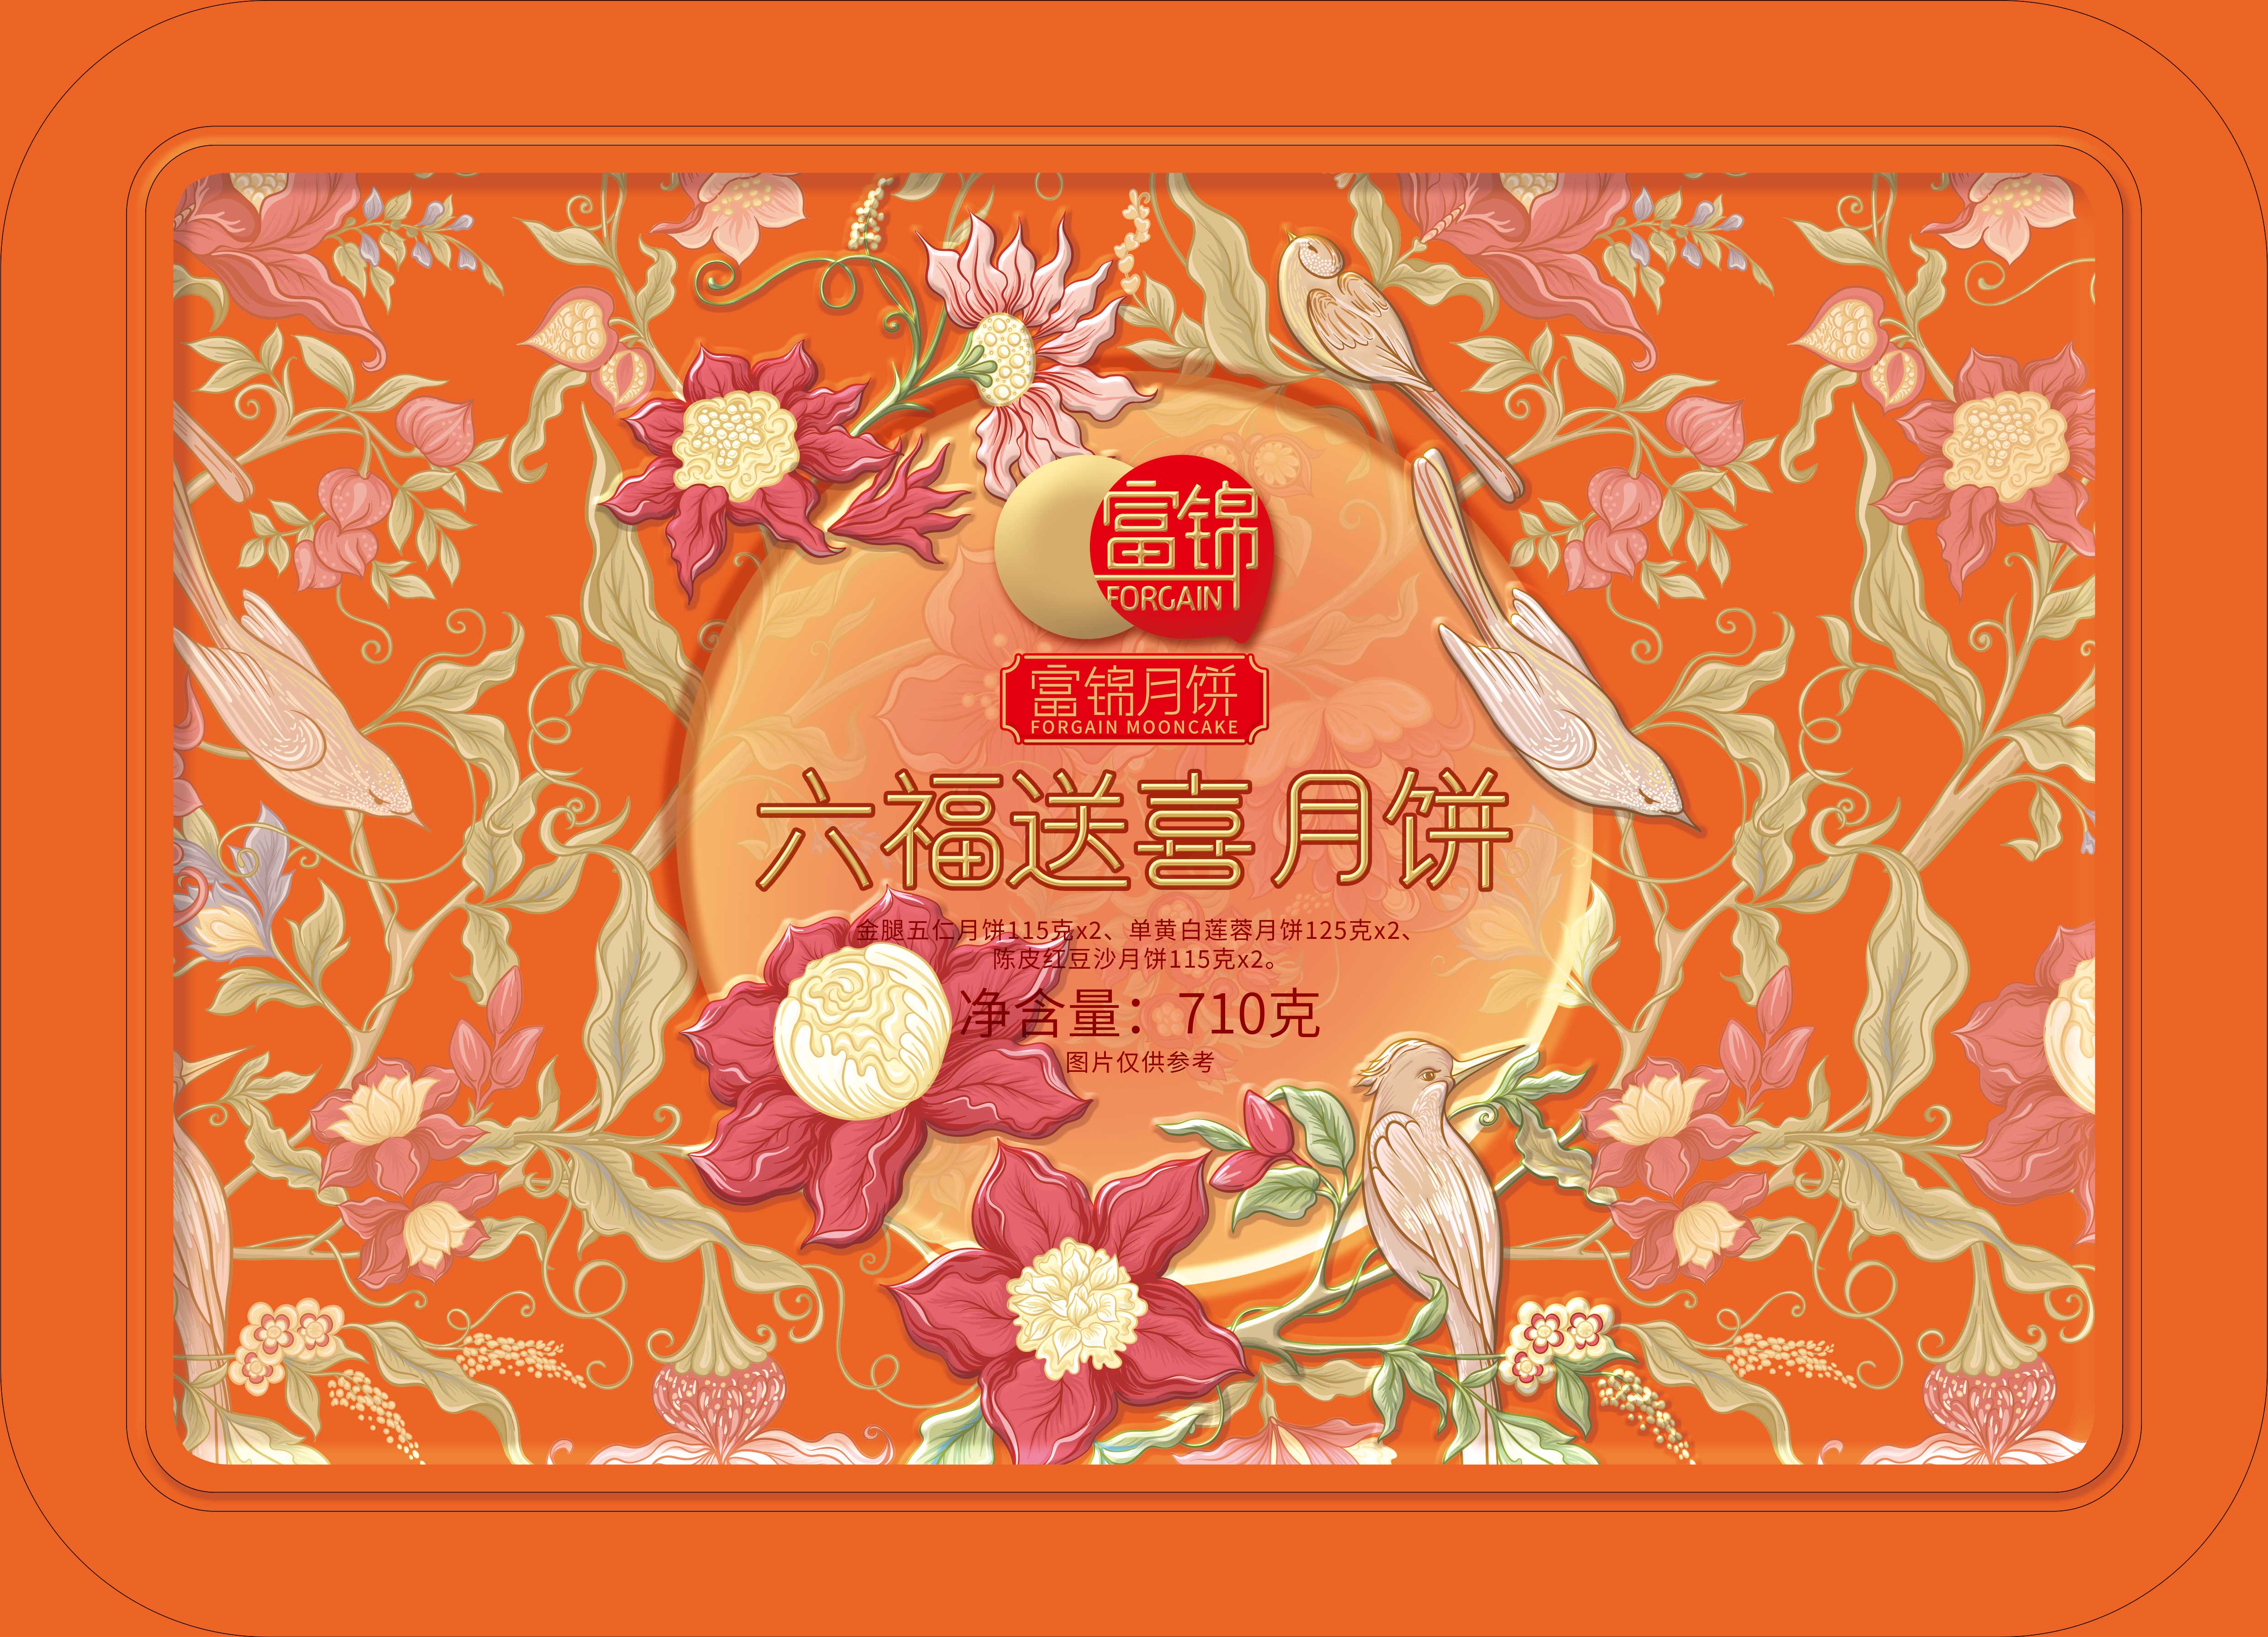 富锦
FORGAIN
富锦月饼
FORGAIN MOONCAKE
六福送喜月饼
金腿五仁月饼115克x2、单黄白莲蓉月饼125克x2、
陈皮红豆沙月饼115克x2。
净含量：710克
图片仅供参考